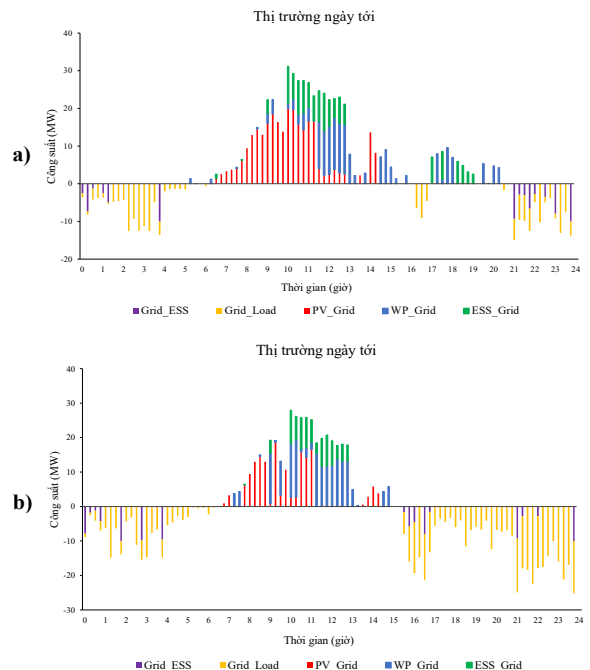 Thị trường ngày tới
40
30
20
10
0
-10
-20
Công suất (MW)
a)
0 1 2 3 4 5 6 7 8 9 10 11 12 13 14 15 16 17 18 19 20 21 22 23 24
Thời gian (giờ)
Grid_ESS Grid_Load PV_Grid WP_Grid ESS_Grid
Thị trường ngày tới
40
30
20
10
0
-10
-20
-30
Công suất (MW)
b)
0 1 2 3 4 5 6 7 8 9 10 11 12 13 14 15 16 17 18 19 20 21 22 23 24
Thời gian (giờ)
Grid_ESS Grid_Load PV_Grid WP_Grid ESS_Grid